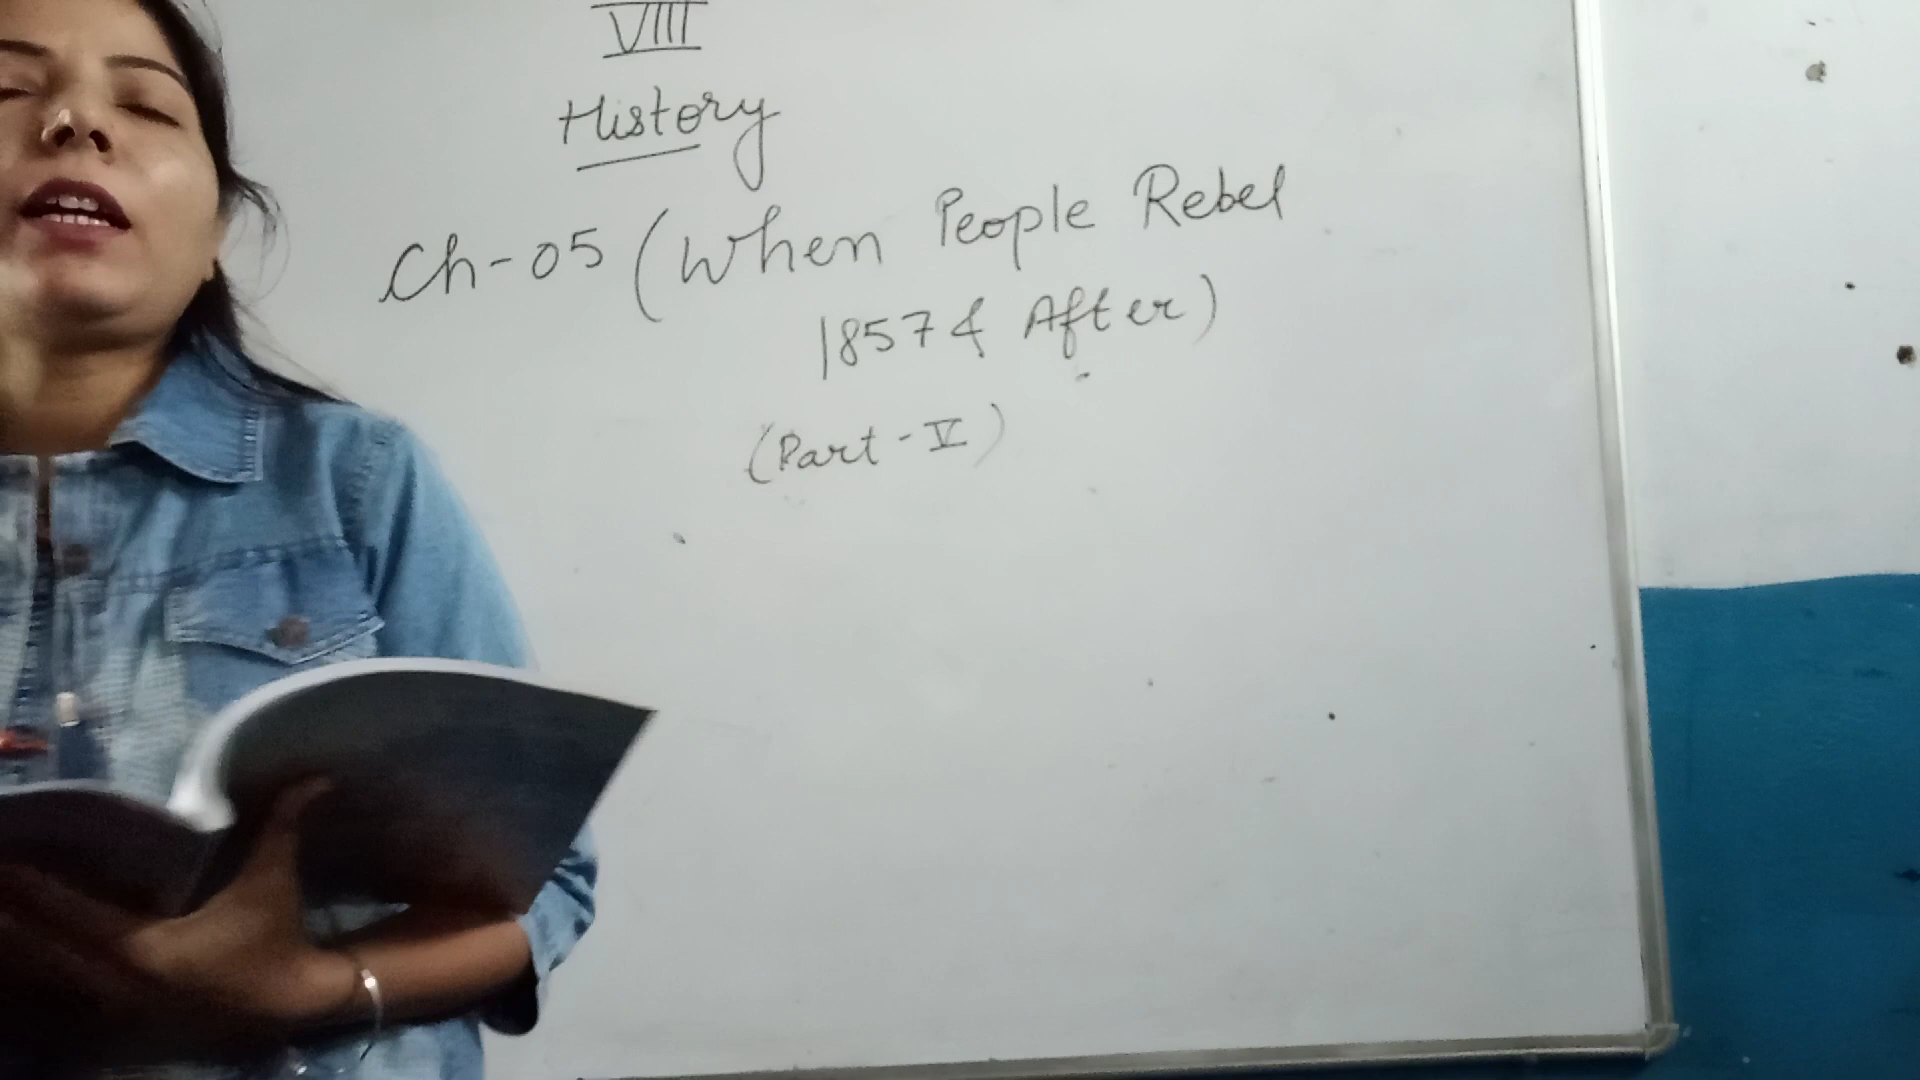 VIII
History
Ch-05 (When People Rebel
1857 & After)
(Part-V)